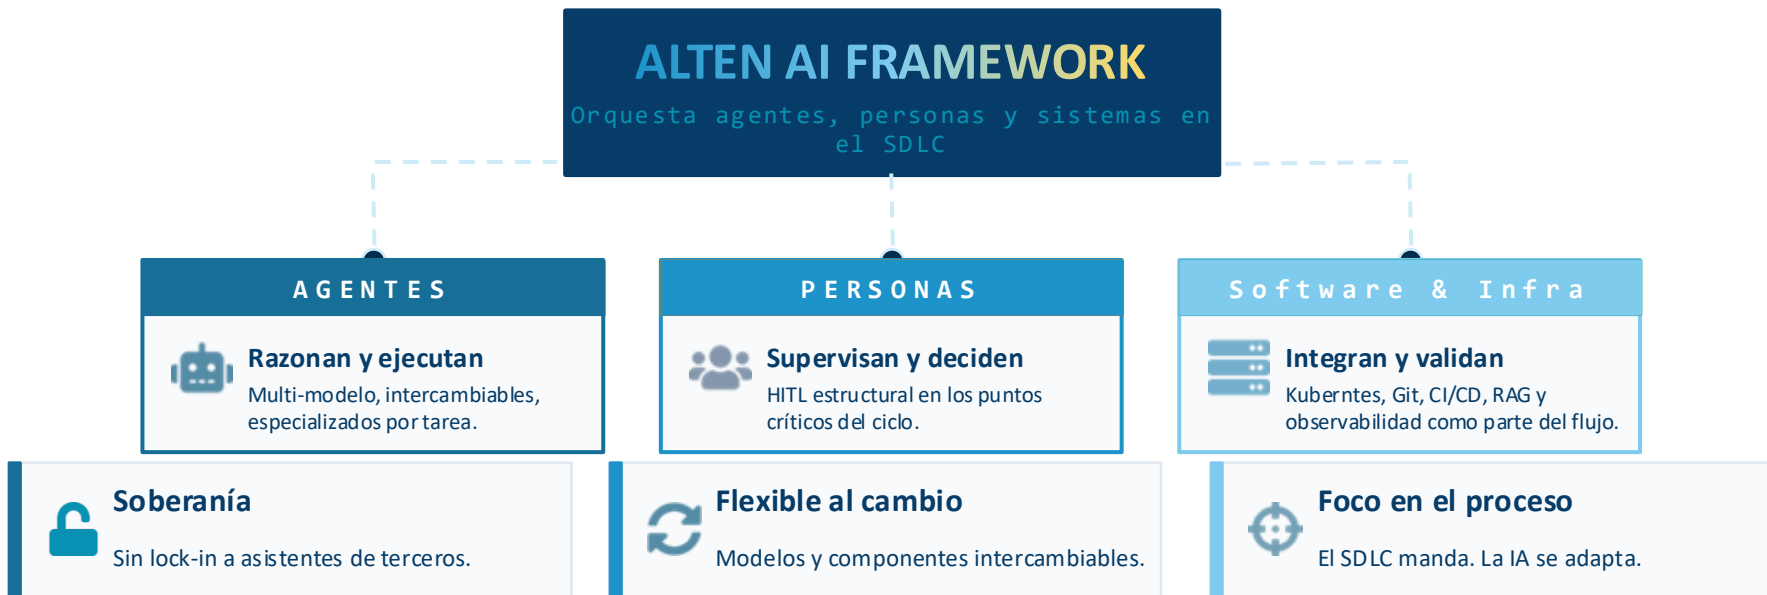 ALTEN AI FRAMEWORK
Orquesta agentes, personas y sistemas en
el SDLC
AGENTES
Razonan y ejecutan
Multi-modelo, intercambiables,
especializados por tarea.
PERSONAS
Supervisan y deciden
HITL estructural en los puntos
críticos del ciclo.
Software & Infra
Integran y validan
Kuberntes, Git, CI/CD, RAG y
observabilidad como parte del flujo.
Soberanía
Sin lock-in a asistentes de terceros.
Flexible al cambio
Modelos y componentes intercambiables.
Foco en el proceso
El SDLC manda. La IA se adapta.